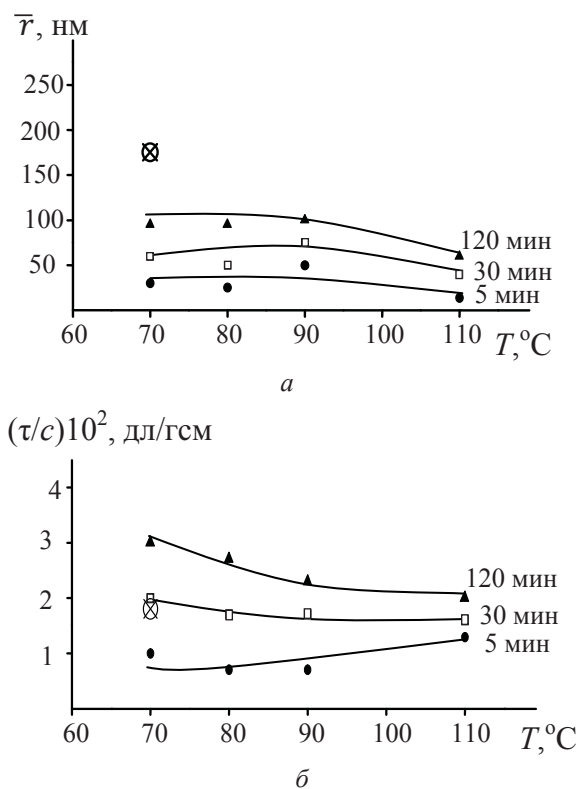 r̅, нм
250
200
150
100
50
120 мин
30 мин
5 мин
60 70 80 90 100 110 T,°C
а
(τ/c)10², дл/гсм
4
3
2
1
120 мин
30 мин
5 мин
60 70 80 90 100 110 T,°C
б